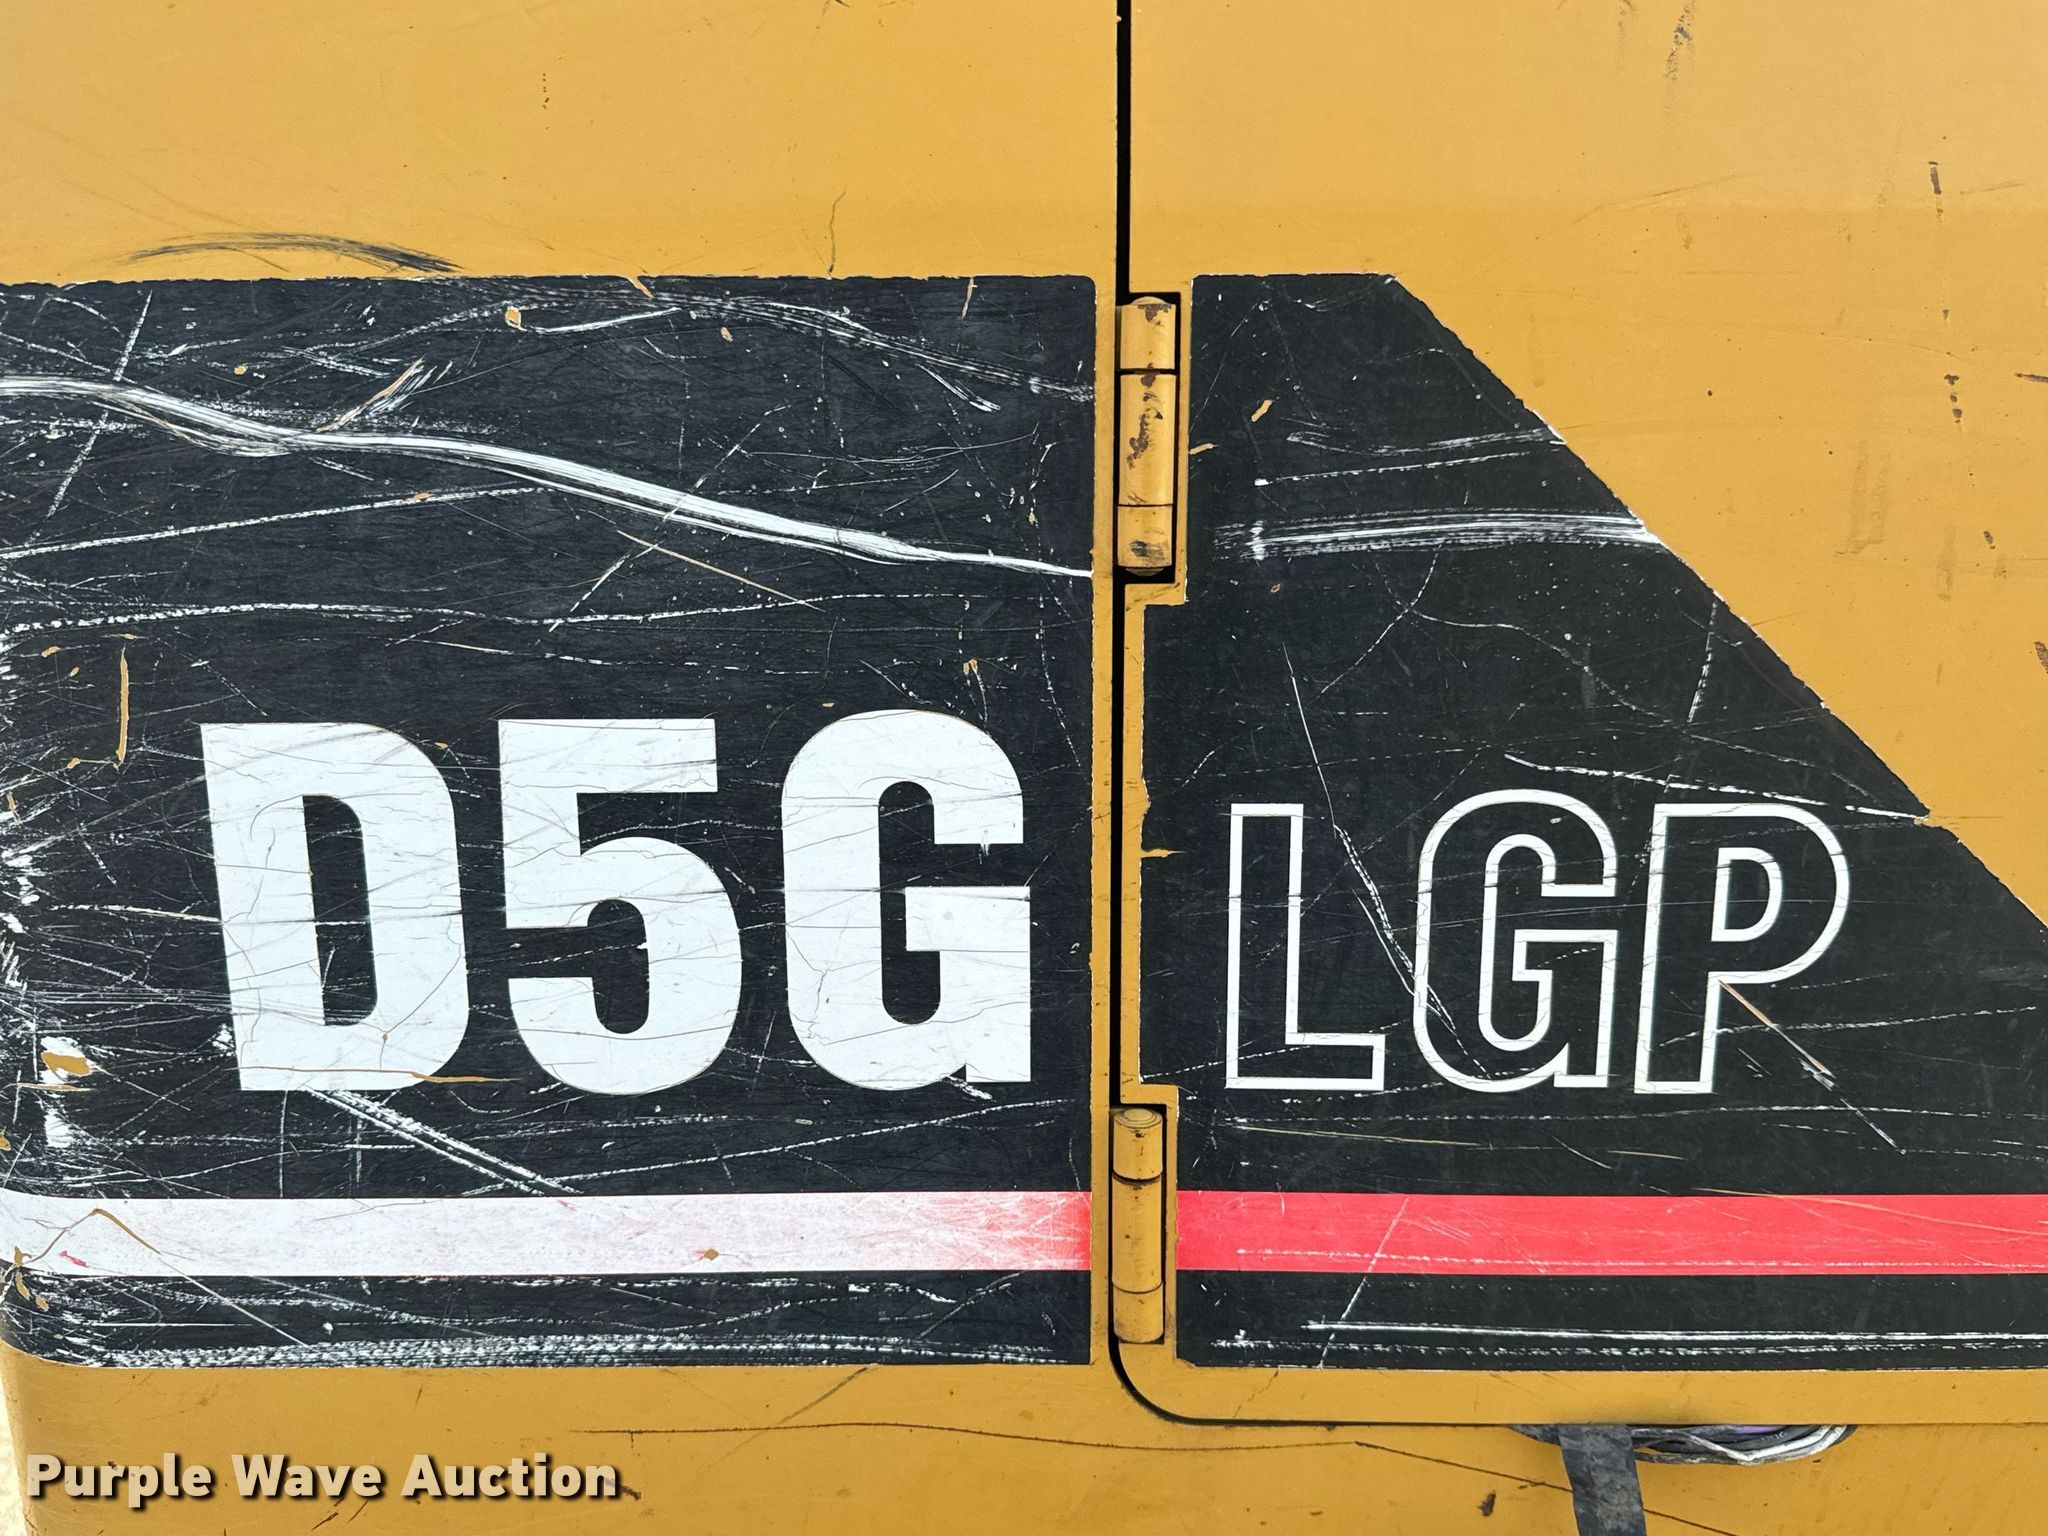 D5G LGP
Purple Wave Auction